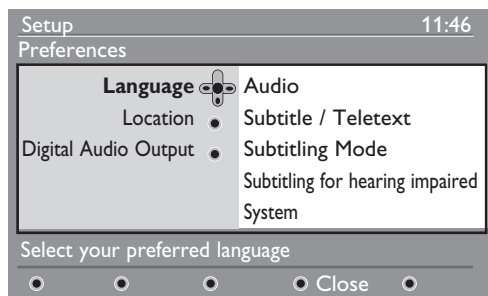 Setup 11:46
Preferences
Language Audio
Location Subtitle / Teletext
Digital Audio Output Subtitling Mode
Subtitling for hearing impaired
System
Select your preferred language
Close